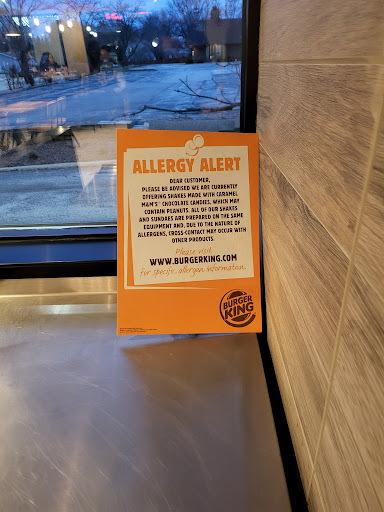 ALLERGY ALERT
DEAR CUSTOMER,
PLEASE BE ADVISED WE ARE CURRENTLY
OFFERING SHAKES MADE WITH CARAMEL
M&M'S® CHOCOLATE CANDIES, WHICH MAY
CONTAIN PEANUTS. ALL OF OUR SHAKES
AND SUNDAES ARE PREPARED ON THE SAME
EQUIPMENT AND, DUE TO THE NATURE OF
ALLERGENS, CROSS-CONTACT MAY OCCUR WITH
OTHER PRODUCTS.
Please visit
WWW.BURGERKING.COM
for specific allergen information.
BURGER
KING